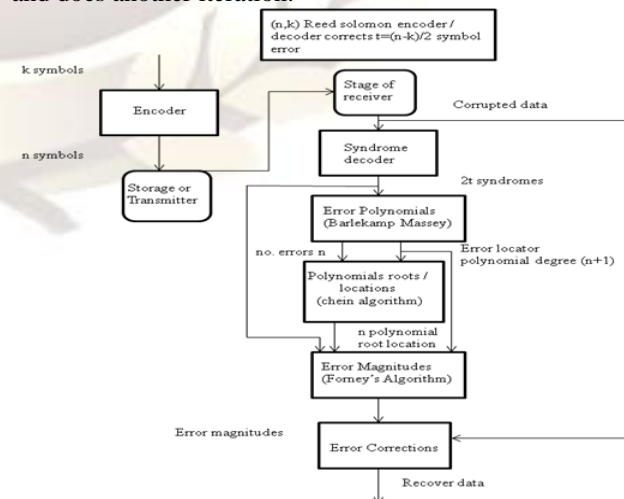 and does another iteration.
(n,k) Reed solomon encoder /
decoder corrects t=(n-k)/2 symbol
error
k symbols
Encoder
n symbols
Storage or
Transmitter
Stage of
receiver
Corrupted data
Syndrome
decoder
2t syndromes
Error Polynomials
(Barlekamp Massey)
no. errors n
Error locator
polynomial degree (n+1)
Polynomials roots /
locations
(chein algorithm)
n polynomial
root location
Error Magnitudes
(Forney's Algorithm)
Error magnitudes
Error Corrections
Recover data